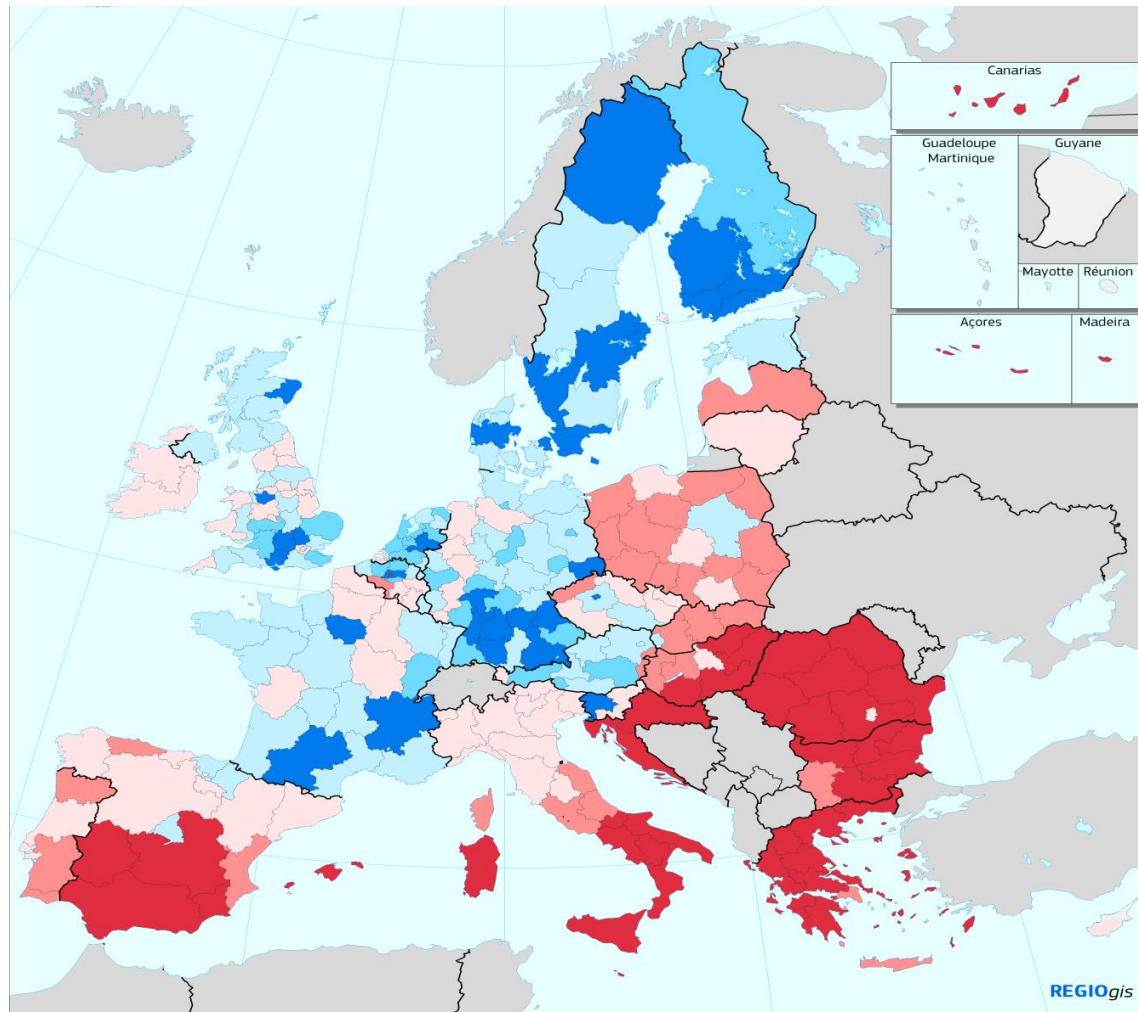 Canarias
Guadeloupe
Martinique
Guyane
Mayotte
Réunion
Açores
Madeira
REGIOgis